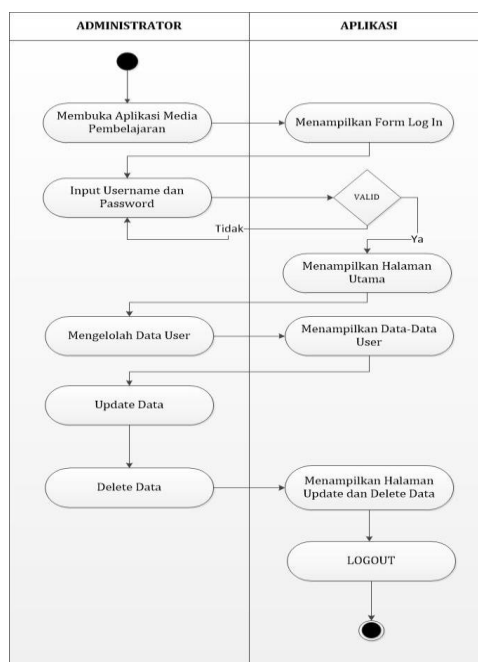 ADMINISTRATOR
APLIKASI
Membuka Aplikasi Media
Pembelajaran
Menampilkan Form Log In
Input Username dan
Password
VALID
Tidak
Ya
Menampilkan Halaman
Utama
Mengelolah Data User
Menampilkan Data-Data
User
Update Data
Delete Data
Menampilkan Halaman
Update dan Delete Data
LOGOUT